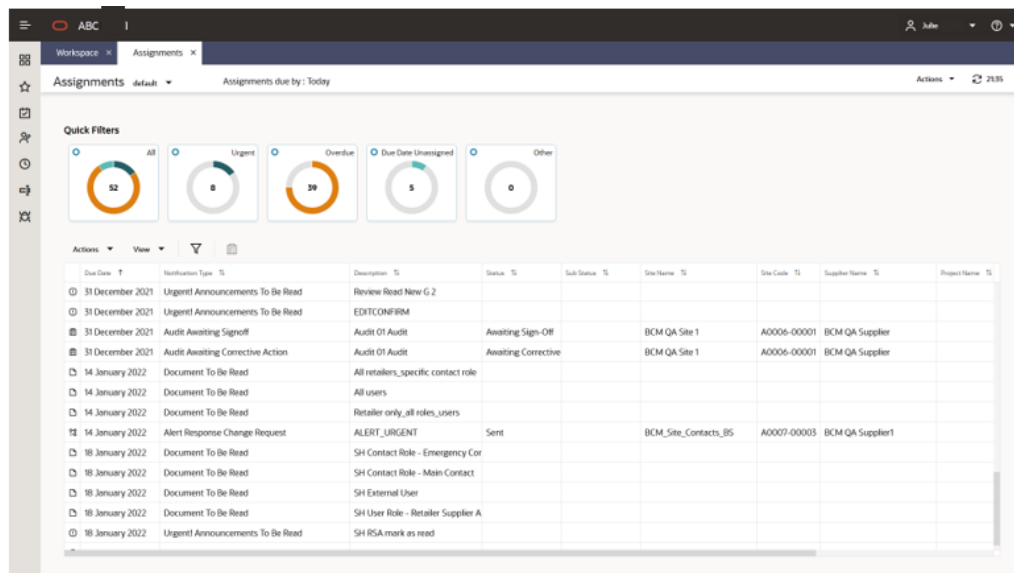 ABC
Julie
Workspace ×
Assignments ×
Assignments default
Assignments due by : Today
Actions
21:35
Quick Filters
All
52
Urgent
8
Overdue
39
Due Date Unassigned
5
Other
0
Actions View
Due Date Notification Type Description Status Sub Status Site Name Site Code Supplier Name Project Name
31 December 2021 Urgent! Announcements To Be Read Review Read New G 2
31 December 2021 Urgent! Announcements To Be Read EDITCONFIRM
31 December 2021 Audit Awaiting Signoff Audit 01 Audit Awaiting Sign-Off BCM QA Site 1 A0006-00001 BCM QA Supplier
31 December 2021 Audit Awaiting Corrective Action Audit 01 Audit Awaiting Corrective BCM QA Site 1 A0006-00001 BCM QA Supplier
14 January 2022 Document To Be Read All retailers_specific contact role
14 January 2022 Document To Be Read All users
14 January 2022 Document To Be Read Retailer only_all roles_users
14 January 2022 Alert Response Change Request ALERT_URGENT Sent BCM_Site_Contacts_BS A0007-00003 BCM QA Supplier1
18 January 2022 Document To Be Read SH Contact Role - Emergency Cor
18 January 2022 Document To Be Read SH Contact Role - Main Contact
18 January 2022 Document To Be Read SH External User
18 January 2022 Document To Be Read SH User Role - Retailer Supplier A
18 January 2022 Urgent! Announcements To Be Read SH RSA mark as read